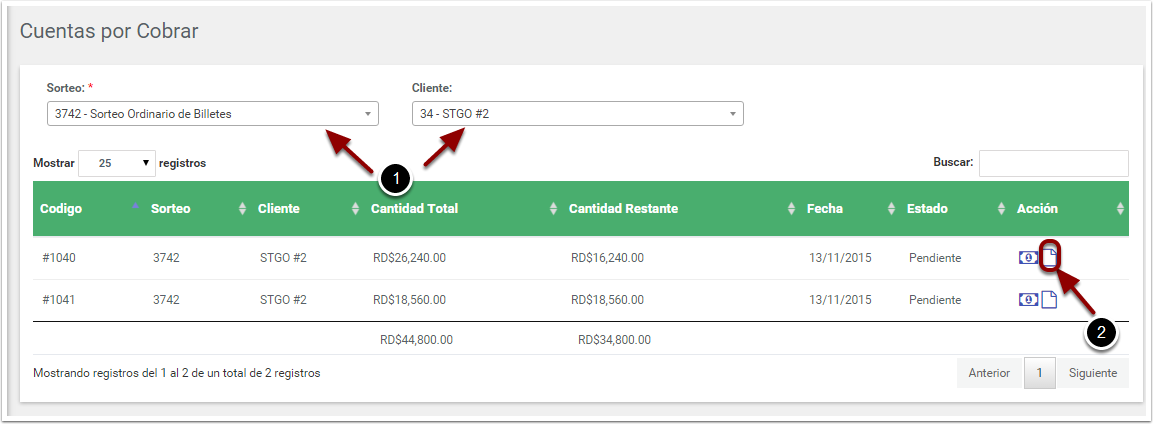 Cuentas por Cobrar
Sorteo: * Cliente:
3742 - Sorteo Ordinario de Billetes 34 - STGO #2
1
Mostrar 25 registros Buscar:
Codigo Sorteo Cliente Cantidad Total Cantidad Restante Fecha Estado Acción
#1040 3742 STGO #2 RD$26,240.00 RD$16,240.00 13/11/2015 Pendiente
#1041 3742 STGO #2 RD$18,560.00 RD$18,560.00 13/11/2015 Pendiente
2
RD$44,800.00 RD$34,800.00
Mostrando registros del 1 al 2 de un total de 2 registros Anterior 1 Siguiente